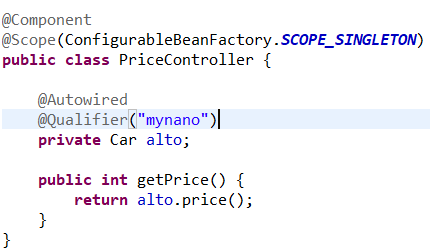 @Component
@Scope(ConfigurableBeanFactory.SCOPE_SINGLETON)
public class PriceController {
@Autowired
@Qualifier("mynano")
private Car alto;
public int getPrice() {
return alto.price();
}
}